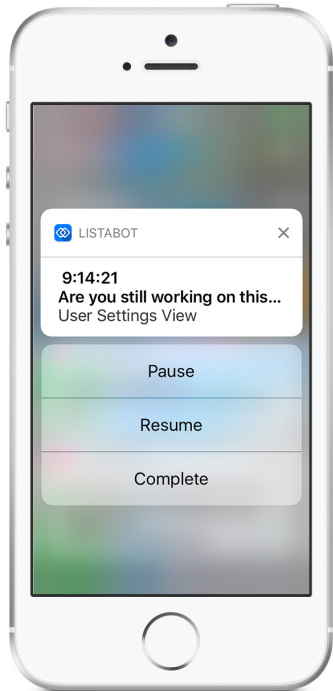 LISTABOT
9:14:21
Are you still working on this...
User Settings View
Pause
Resume
Complete